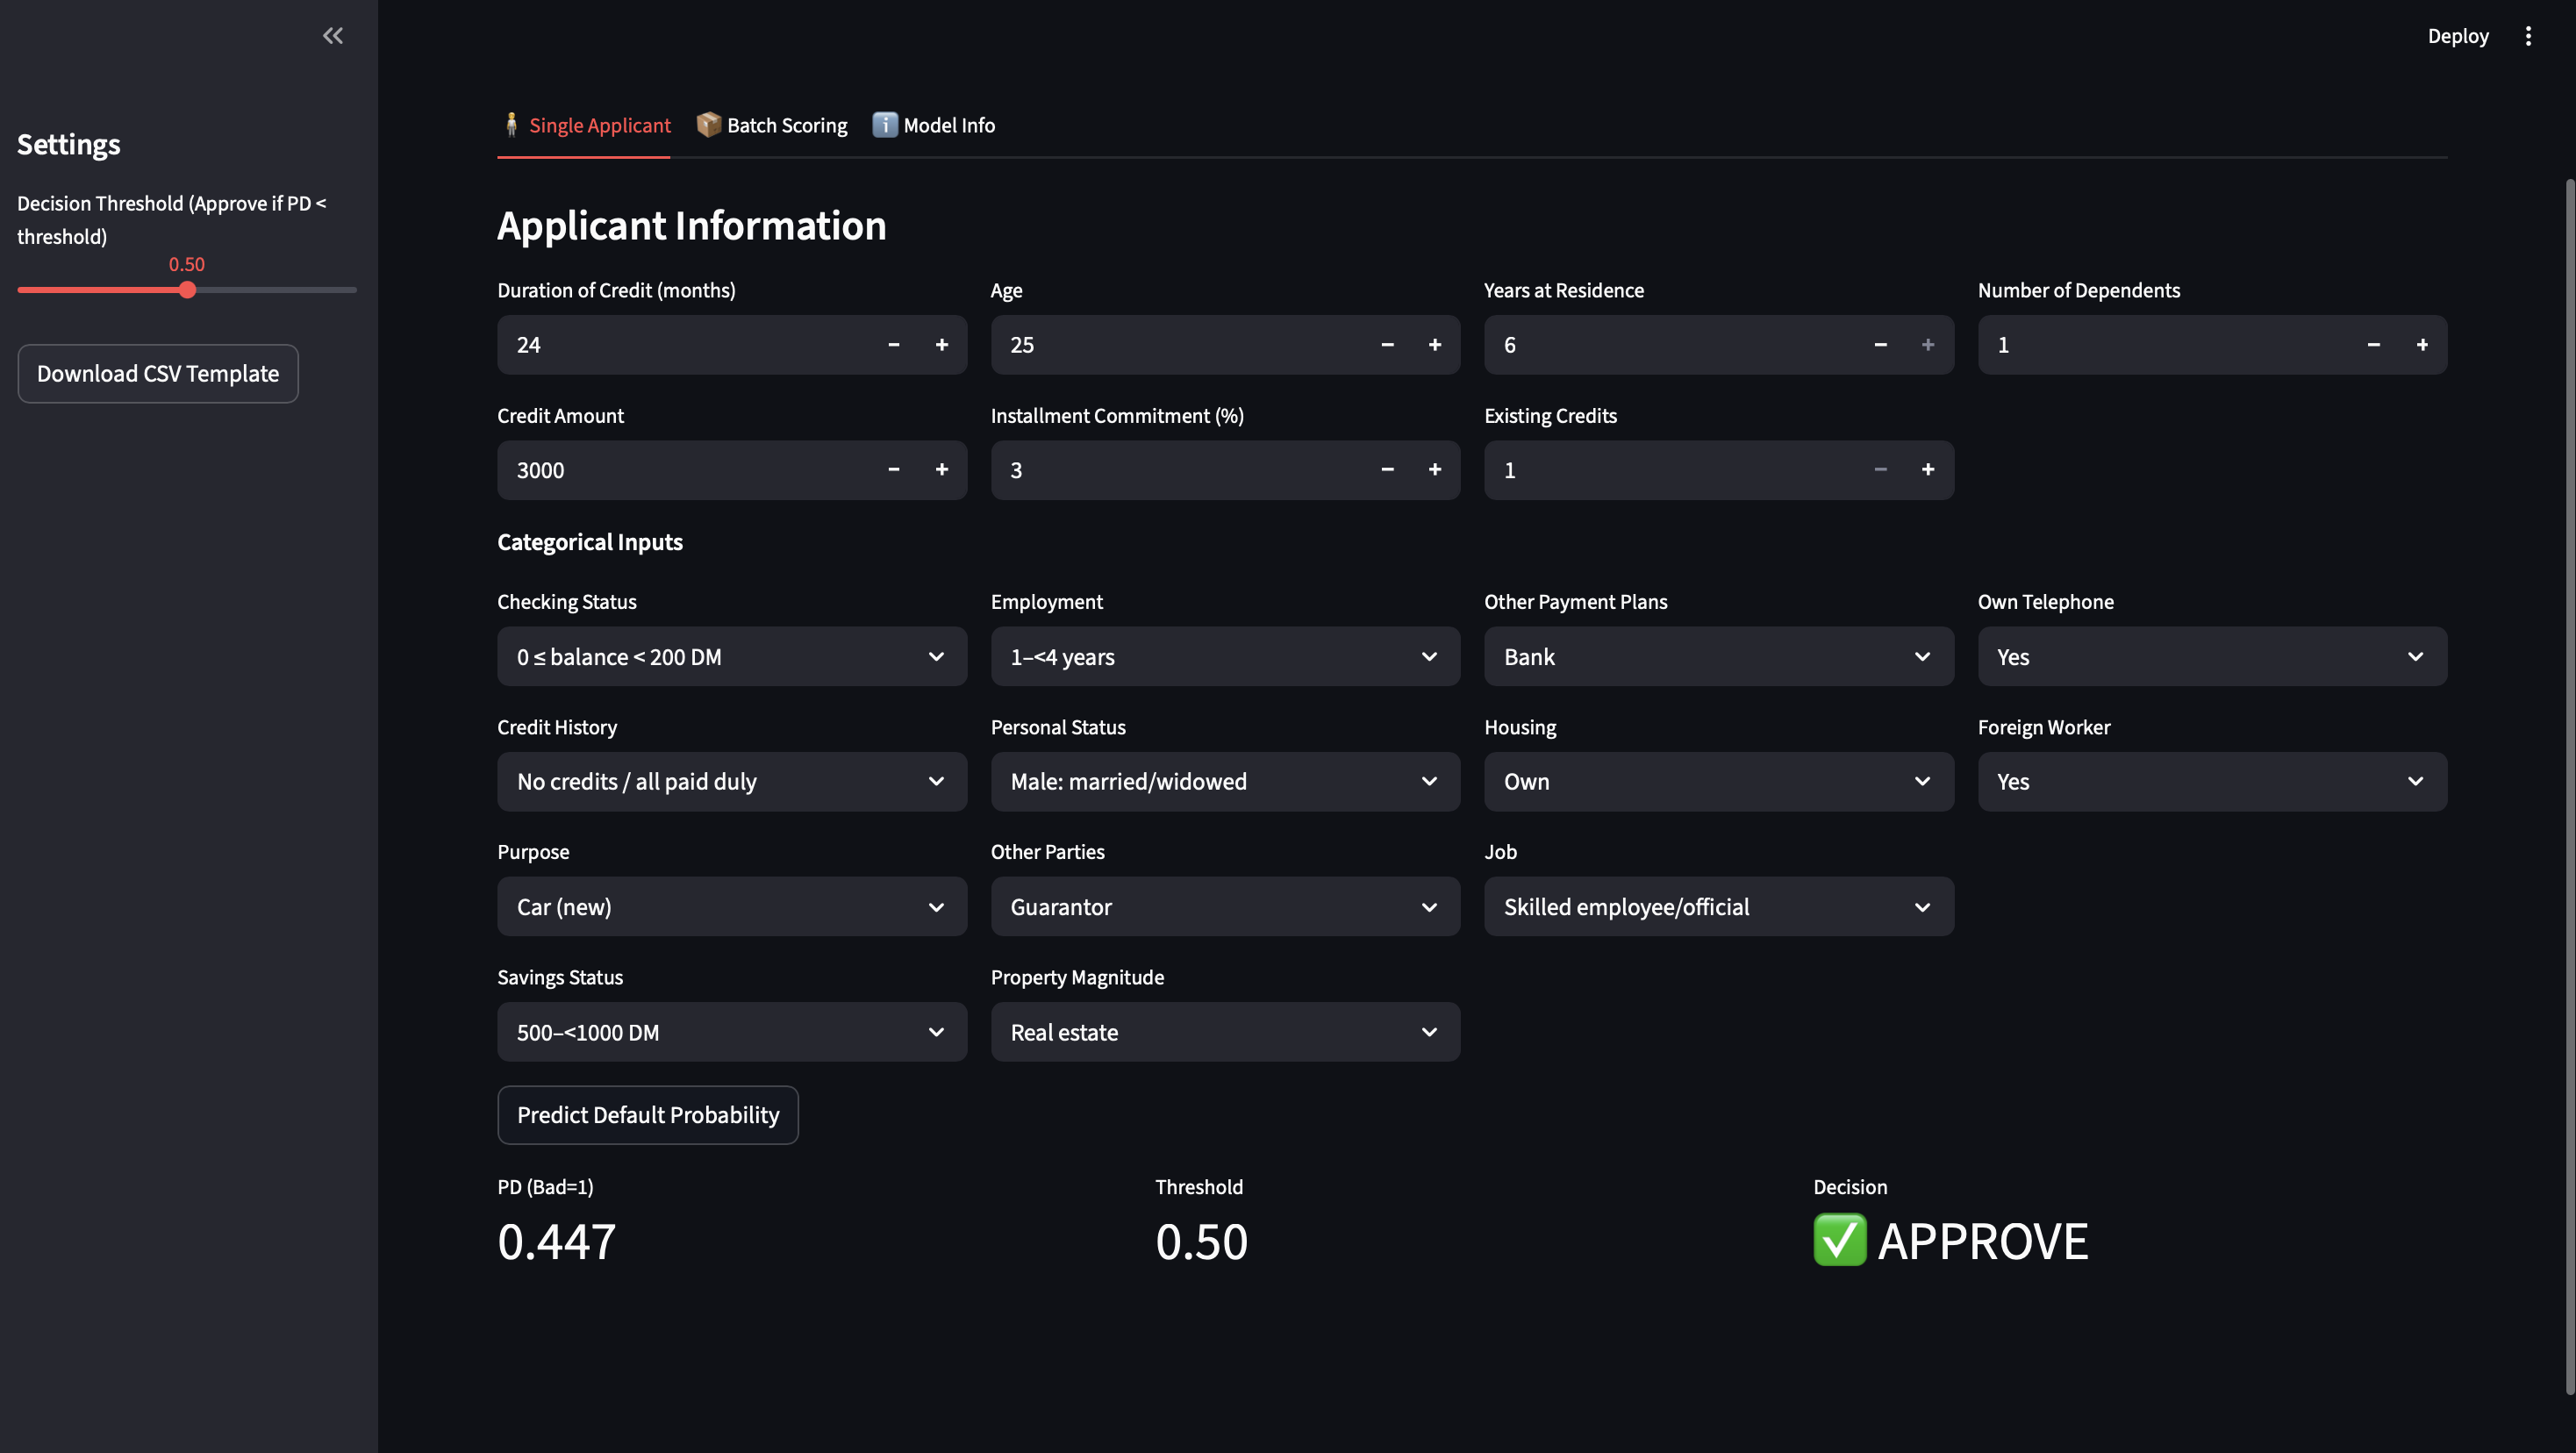 Deploy
Settings
Decision Threshold (Approve if PD <
threshold)
0.50
Download CSV Template
Single Applicant
Batch Scoring
Model Info
Applicant Information
Duration of Credit (months)
Age
Years at Residence
Number of Dependents
24
25
6
1
Credit Amount
Installment Commitment (%)
Existing Credits
3000
3
1
Categorical Inputs
Checking Status
Employment
Other Payment Plans
Own Telephone
0 ≤ balance < 200 DM
1–<4 years
Bank
Yes
Credit History
Personal Status
Housing
Foreign Worker
No credits / all paid duly
Male: married/widowed
Own
Yes
Purpose
Other Parties
Job
Car (new)
Guarantor
Skilled employee/official
Savings Status
Property Magnitude
500–<1000 DM
Real estate
Predict Default Probability
PD (Bad=1)
Threshold
Decision
0.447
0.50
✅ APPROVE